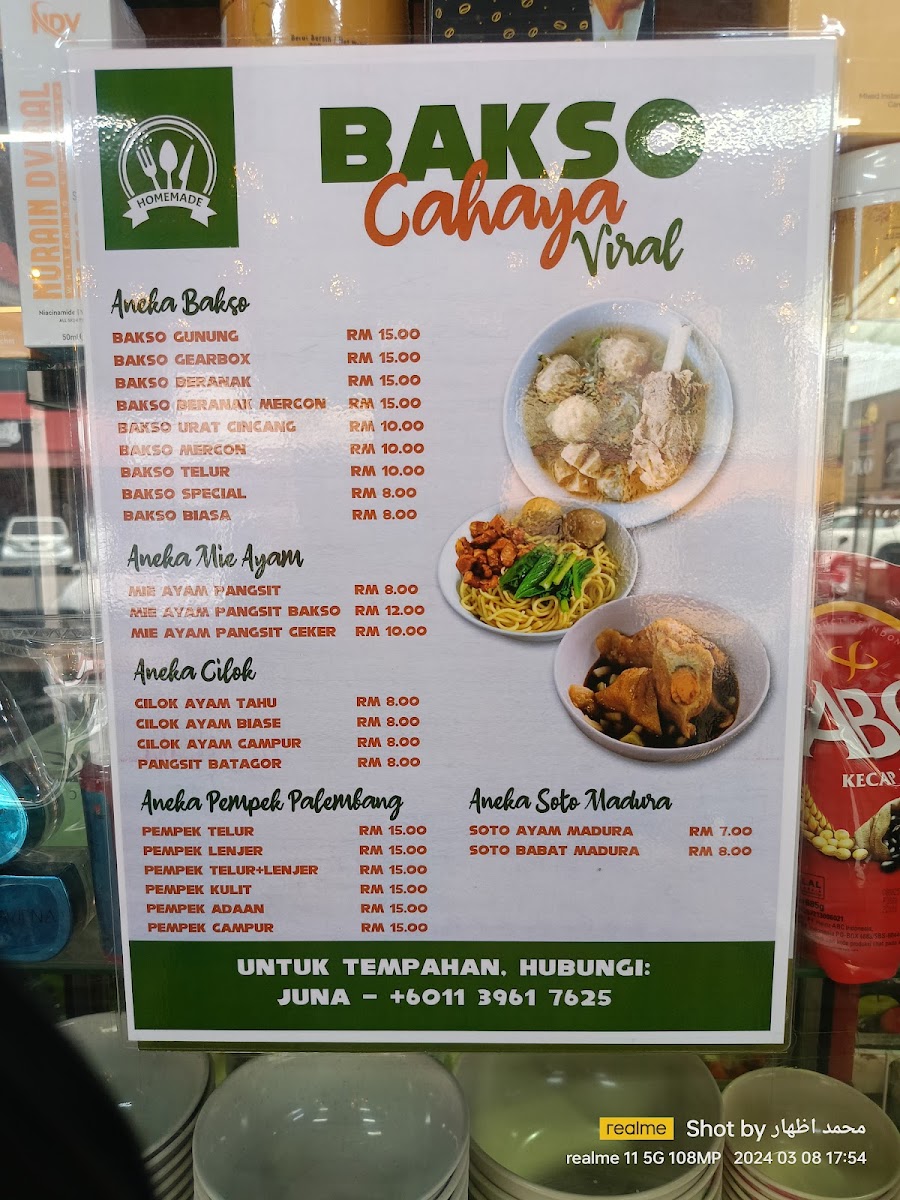 NDV
NURAIN DVIRAL
Niacinamide
50ml
HOMEMADE
BAKSO
Cahaya
Viral
Aneka Bakso
BAKSO GUNUNG RM 15.00
BAKSO GEARBOX RM 15.00
BAKSO BERANAK RM 15.00
BAKSO BERANAK MERCON RM 15.00
BAKSO URAT CINCANG RM 10.00
BAKSO MERCON RM 10.00
BAKSO TELUR RM 10.00
BAKSO SPECIAL RM 8.00
BAKSO BIASA RM 8.00
Aneka Mie Ayam
MIE AYAM PANGSIT RM 8.00
MIE AYAM PANGSIT BAKSO RM 12.00
MIE AYAM PANGSIT CEKER RM 10.00
Aneka Cilok
CILOK AYAM TAHU RM 8.00
CILOK AYAM BIASE RM 8.00
CILOK AYAM CAMPUR RM 8.00
PANGSIT BATAGOR RM 8.00
Aneka Pempek Palembang
PEMPEK TELUR RM 15.00
PEMPEK LENJER RM 15.00
PEMPEK TELUR+LENJER RM 15.00
PEMPEK KULIT RM 15.00
PEMPEK ADAAN RM 15.00
PEMPEK CAMPUR RM 15.00
Aneka Soto Madura
SOTO AYAM MADURA RM 7.00
SOTO BABAT MADURA RM 8.00
UNTUK TEMPAHAN, HUBUNGI:
JUNA - +6011 3961 7625
ABC
KECAP
realme Shot by محمد اظهار
realme 11 5G 108MP 2024 03 08 17:54